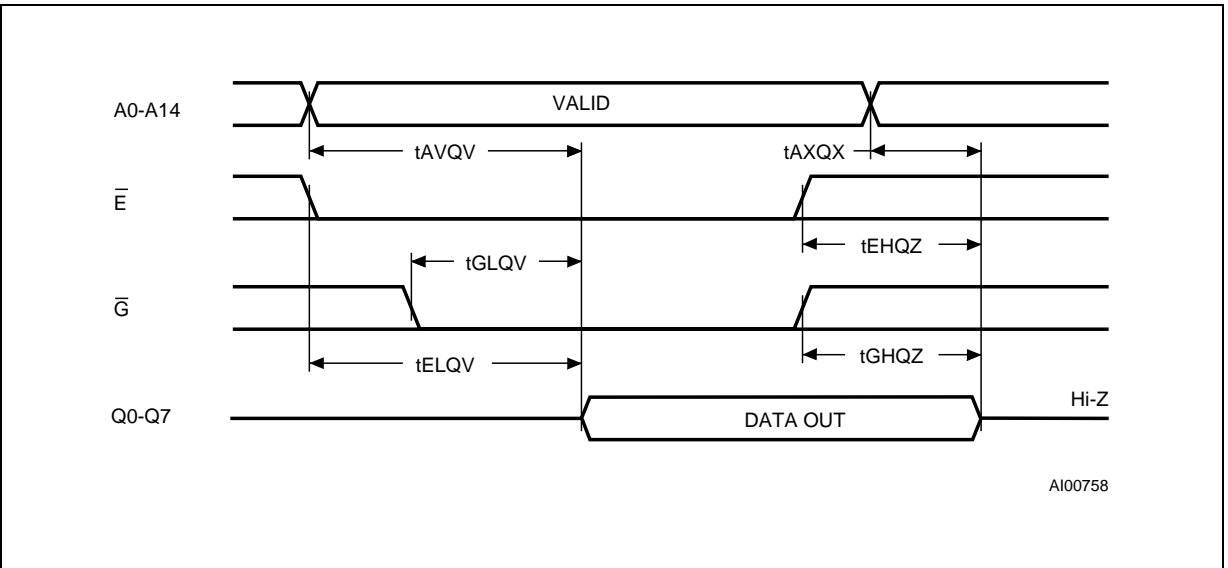 A0-A14
VALID
tAVQV
tAXQX
E̅
tEHQZ
tGLQV
G̅
tGHQZ
tELQV
Hi-Z
Q0-Q7
DATA OUT
AI00758